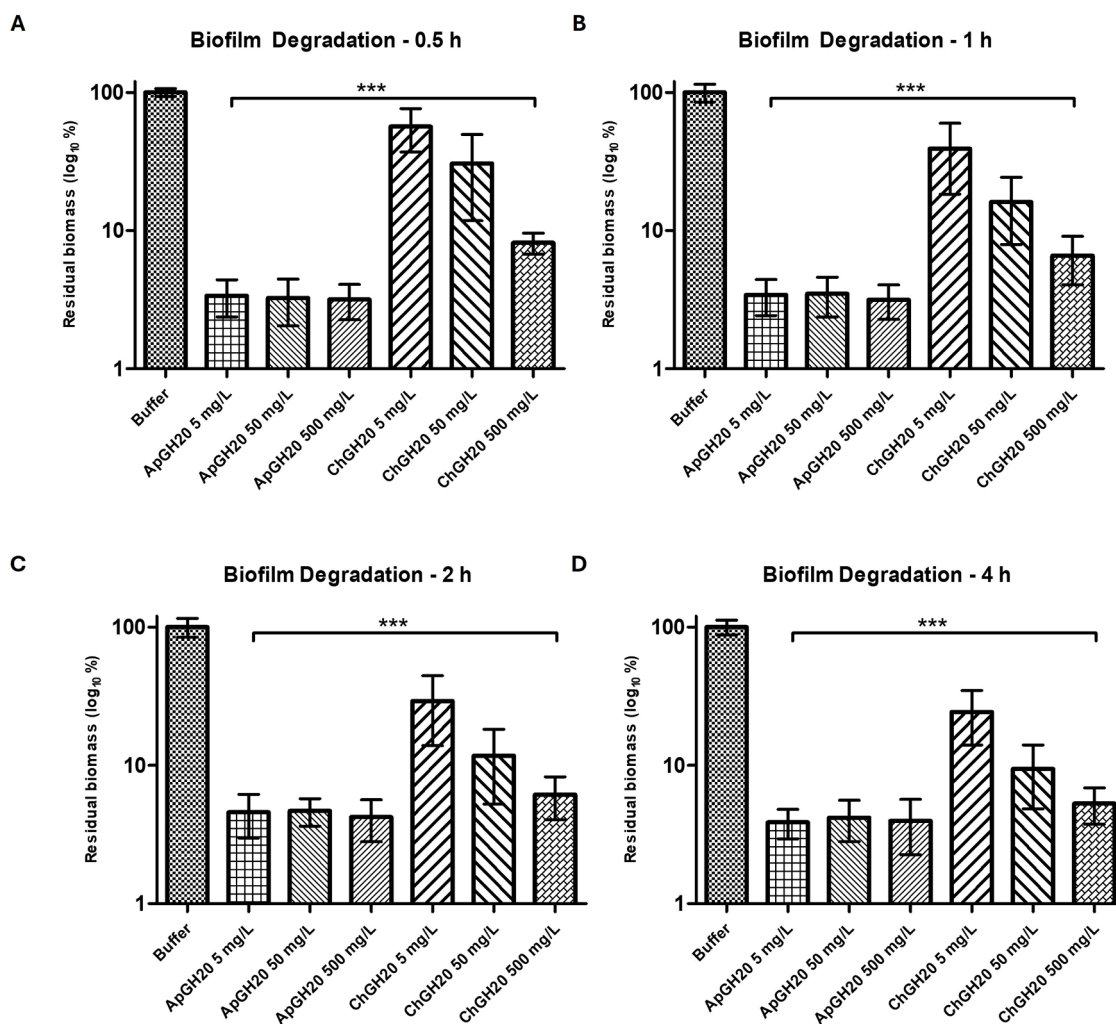 A
Biofilm Degradation - 0.5 h
Residual biomass (log10 %)
100
10
1
***
Buffer
ApGH20 5 mg/L
ApGH20 50 mg/L
ApGH20 500 mg/L
ChGH20 5 mg/L
ChGH20 50 mg/L
ChGH20 500 mg/L
B
Biofilm Degradation - 1 h
Residual biomass (log10 %)
100
10
1
***
Buffer
ApGH20 5 mg/L
ApGH20 50 mg/L
ApGH20 500 mg/L
ChGH20 5 mg/L
ChGH20 50 mg/L
ChGH20 500 mg/L
C
Biofilm Degradation - 2 h
Residual biomass (log10 %)
100
10
1
***
Buffer
ApGH20 5 mg/L
ApGH20 50 mg/L
ApGH20 500 mg/L
ChGH20 5 mg/L
ChGH20 50 mg/L
ChGH20 500 mg/L
D
Biofilm Degradation - 4 h
Residual biomass (log10 %)
100
10
1
***
Buffer
ApGH20 5 mg/L
ApGH20 50 mg/L
ApGH20 500 mg/L
ChGH20 5 mg/L
ChGH20 50 mg/L
ChGH20 500 mg/L